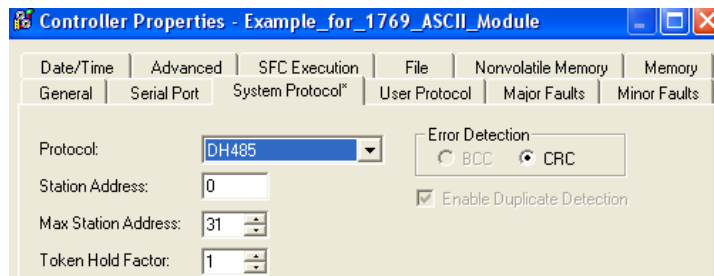 Controller Properties - Example_for_1769_ASCII_Module
Date/Time Advanced SFC Execution File Nonvolatile Memory Memory
General Serial Port System Protocol* User Protocol Major Faults Minor Faults
Protocol: DH485
Error Detection
BCC CRC
Station Address: 0
Enable Duplicate Detection
Max Station Address: 31
Token Hold Factor: 1